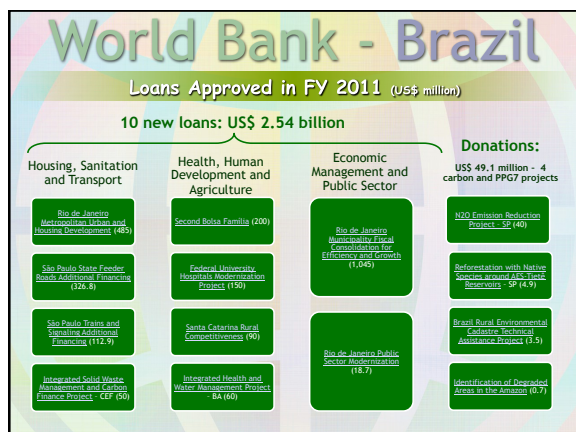 World Bank - Brazil
Loans Approved in FY 2011 (US$ million)
10 new loans: US$ 2.54 billion
Housing, Sanitation
and Transport
Rio de Janeiro
Metropolitan Urban and
Housing Development (485)
São Paulo State Feeder
Roads Additional Financing
(326.8)
São Paulo Trains and
Signaling Additional
Financing (112.9)
Integrated Solid Waste
Management and Carbon
Finance Project – CEF (50)
Health, Human
Development and
Agriculture
Second Bolsa Família (200)
Federal University
Hospitals Modernization
Project (150)
Santa Catarina Rural
Competitiveness (90)
Integrated Health and
Water Management Project
– BA (60)
Economic
Management and
Public Sector
Rio de Janeiro
Municipality Fiscal
Consolidation for
Efficiency and Growth
(1,045)
Rio de Janeiro Public
Sector Modernization
(18.7)
Donations:
US$ 49.1 million – 4
carbon and PPG7 projects
N2O Emission Reduction
Project – SP (40)
Reforestation with Native
Species around AES-Tietê
Reservoirs – SP (4.9)
Brazil Rural Environmental
Cadastre Technical
Assistance Project (3.5)
Identification of Degraded
Areas in the Amazon (0.7)